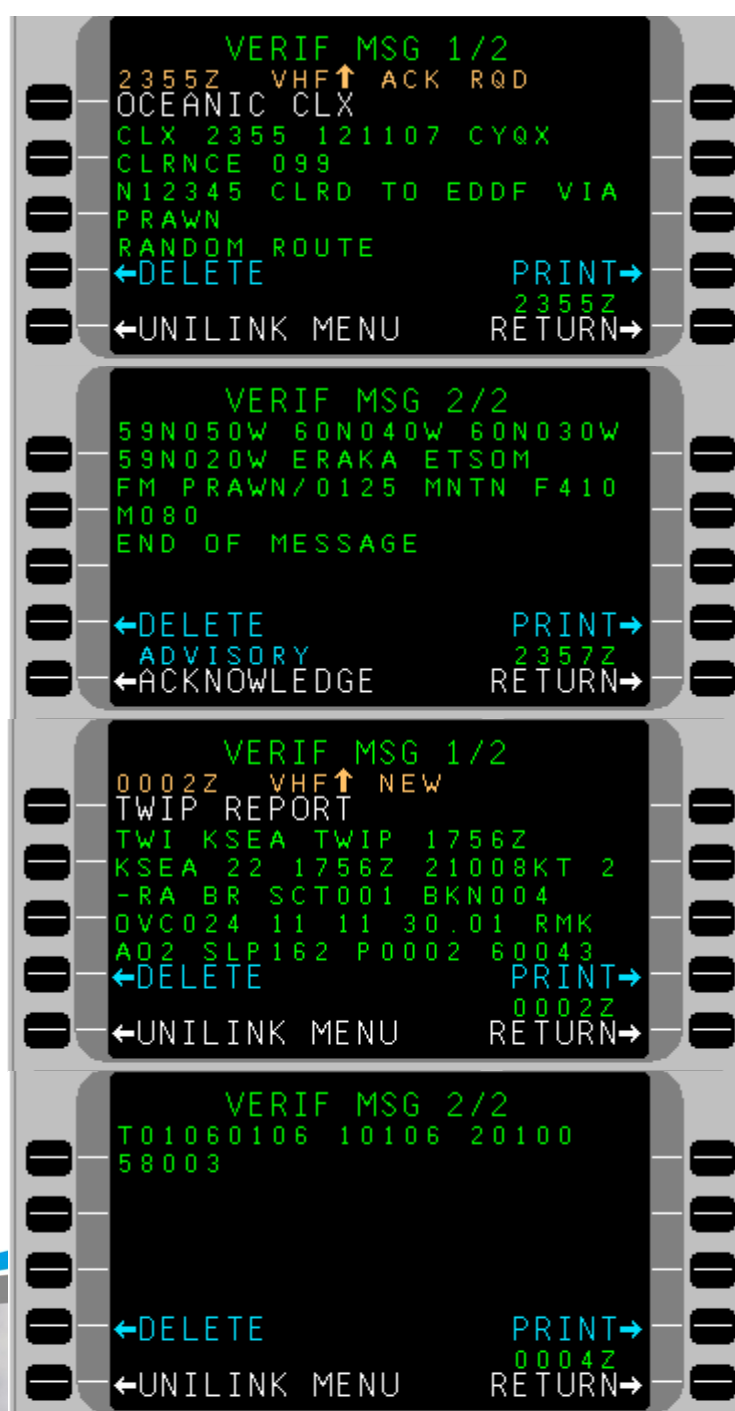 VERIF MSG 1/2
2355Z VHF↑ ACK RQD
OCEANIC CLX
CLX 2355 121107 CYQX
CLRNCE 099
N12345 CLRD TO EDDF VIA
PRAWN
RANDOM ROUTE
←DELETE PRINT→
2355Z
←UNILINK MENU RETURN→
VERIF MSG 2/2
59N050W 60N040W 60N030W
59N020W ERAKA ETSOM
FM PRAWN/0125 MNTN F410
M080
END OF MESSAGE
←DELETE PRINT→
ADVISORY 2357Z
←ACKNOWLEDGE RETURN→
VERIF MSG 1/2
0002Z VHF↑ NEW
TWIP REPORT
TWI KSEA TWIP 1756Z
KSEA 22 1756Z 21008KT 2
-RA BR SCT001 BKN004
OVC024 11 11 30.01 RMK
AO2 SLP162 P0002 60043
←DELETE PRINT→
0002Z
←UNILINK MENU RETURN→
VERIF MSG 2/2
T01060106 10106 20100
58003
←DELETE PRINT→
0004Z
←UNILINK MENU RETURN→